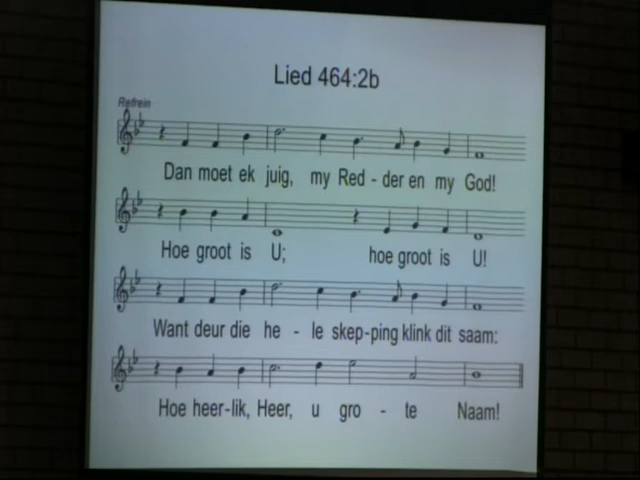 Lied 464:2b
Refrein
Dan moet ek juig, my Red - der en my God!
Hoe groot is U; hoe groot is U!
Want deur die he - le skep-ping klink dit saam:
Hoe heer-lik, Heer, u gro - te Naam!